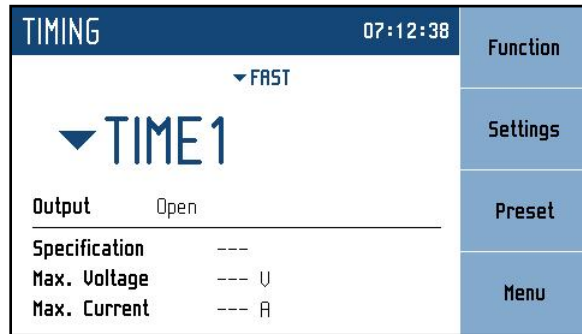 TIMING 07:12:38
FAST
TIME1
Output Open
Specification ---
Max. Voltage --- V
Max. Current --- A
Function
Settings
Preset
Menu